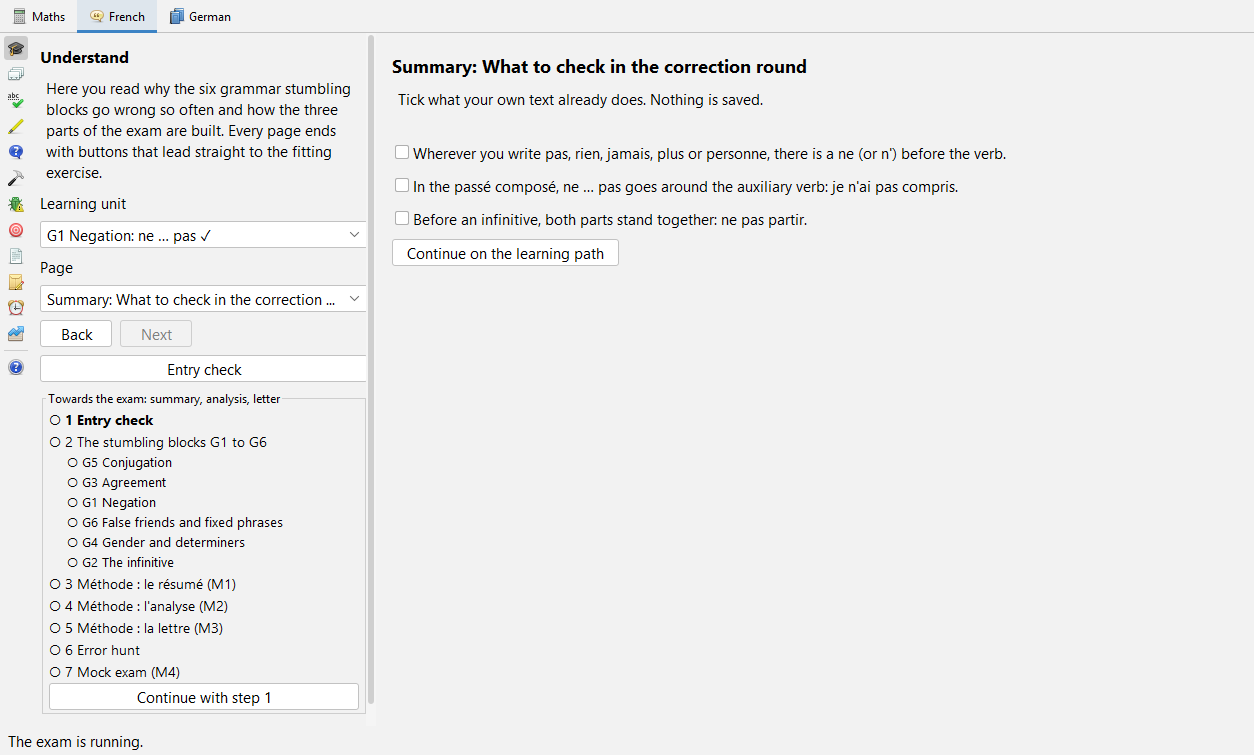 Maths
French
German
Understand
Here you read why the six grammar stumbling
blocks go wrong so often and how the three
parts of the exam are built. Every page ends
with buttons that lead straight to the fitting
exercise.
Learning unit
G1 Negation: ne ... pas ✓
Page
Summary: What to check in the correction ...
Back
Next
Entry check
Towards the exam: summary, analysis, letter
1 Entry check
2 The stumbling blocks G1 to G6
G5 Conjugation
G3 Agreement
G1 Negation
G6 False friends and fixed phrases
G4 Gender and determiners
G2 The infinitive
3 Méthode : le résumé (M1)
4 Méthode : l'analyse (M2)
5 Méthode : la lettre (M3)
6 Error hunt
7 Mock exam (M4)
Continue with step 1
Summary: What to check in the correction round
Tick what your own text already does. Nothing is saved.
Wherever you write pas, rien, jamais, plus or personne, there is a ne (or n') before the verb.
In the passé composé, ne ... pas goes around the auxiliary verb: je n'ai pas compris.
Before an infinitive, both parts stand together: ne pas partir.
Continue on the learning path
The exam is running.